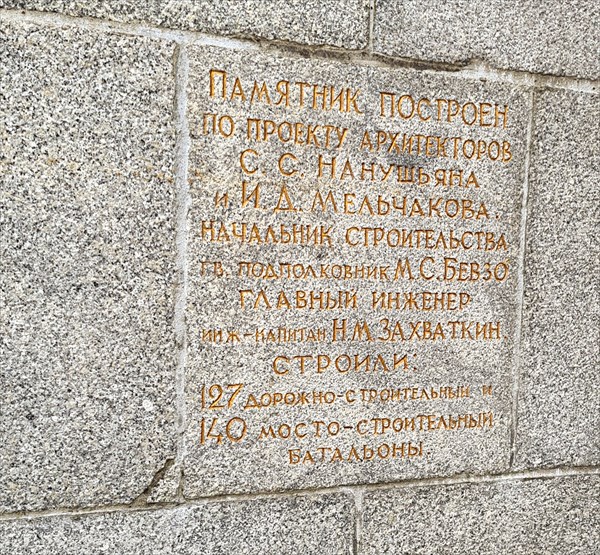 Памятник построен
по проекту архитекторов
С. С. Нанушьяна
и И. Д. Мельчакова.
Начальник строительства
гв. подполковник М. С. Бевзо
главный инженер
инж-капитан Н. М. Захваткин
строили:
127 дорожно-строительный и
140 мосто-строительный
батальоны